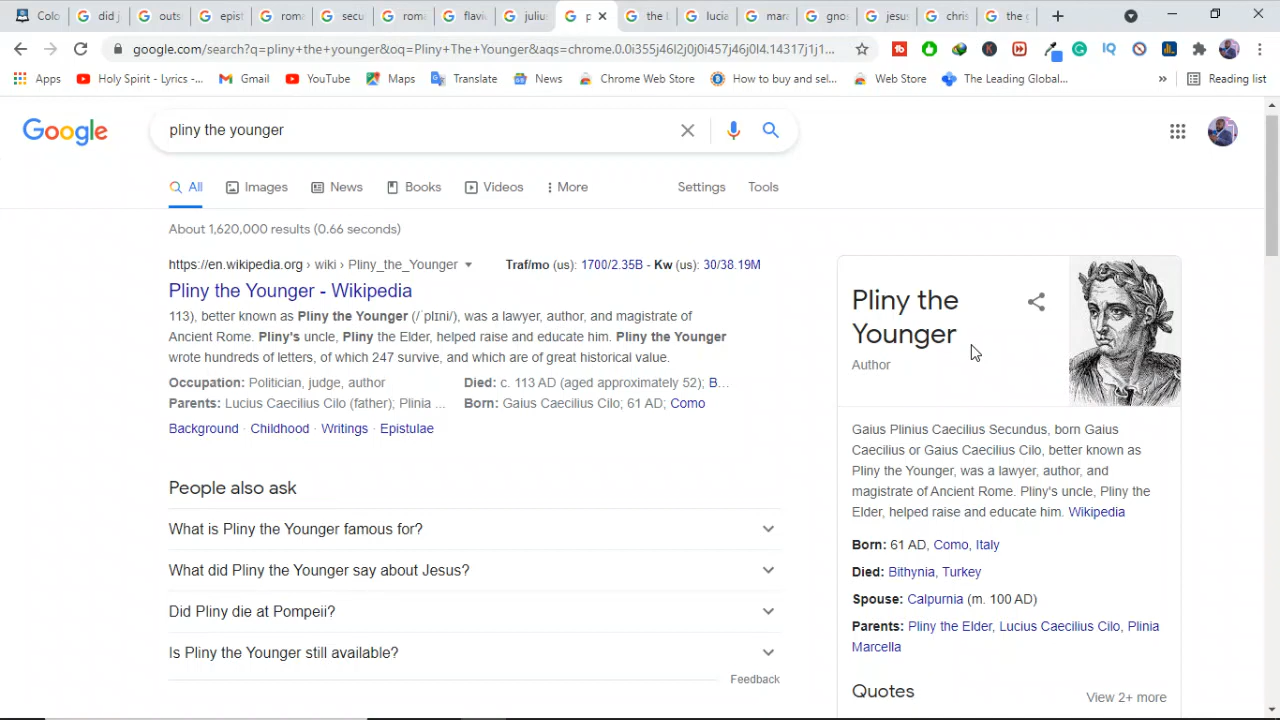 Colo
did j
outs
epist
roma
secu
roma
flavi
julius
p
the l
lucia
mara
gnos
jesus
chris
the g
google.com/search?q=pliny+the+younger&oq=Pliny+The+Younger&aqs=chrome.0.0i355j46l2j0j0i457j46j0l4.14317j1j1...
Apps
Holy Spirit - Lyrics -...
Gmail
YouTube
Maps
Translate
News
Chrome Web Store
How to buy and sel...
Web Store
The Leading Global...
»
Reading list
Google
pliny the younger
All
Images
News
Books
Videos
More
Settings
Tools
About 1,620,000 results (0.66 seconds)
https://en.wikipedia.org › wiki › Pliny_the_Younger
Traf/mo (us): 1700/2.35B - Kw (us): 30/38.19M
Pliny the Younger - Wikipedia
113), better known as Pliny the Younger (/ˈplɪni/), was a lawyer, author, and magistrate of
Ancient Rome. Pliny's uncle, Pliny the Elder, helped raise and educate him. Pliny the Younger
wrote hundreds of letters, of which 247 survive, and which are of great historical value.
Occupation: Politician, judge, author
Died: c. 113 AD (aged approximately 52); B...
Parents: Lucius Caecilius Cilo (father); Plinia ...
Born: Gaius Caecilius Cilo; 61 AD; Como
Background · Childhood · Writings · Epistulae
People also ask
What is Pliny the Younger famous for?
What did Pliny the Younger say about Jesus?
Did Pliny die at Pompeii?
Is Pliny the Younger still available?
Feedback
Pliny the
Younger
Author
Gaius Plinius Caecilius Secundus, born Gaius
Caecilius or Gaius Caecilius Cilo, better known as
Pliny the Younger, was a lawyer, author, and
magistrate of Ancient Rome. Pliny's uncle, Pliny the
Elder, helped raise and educate him. Wikipedia
Born: 61 AD, Como, Italy
Died: Bithynia, Turkey
Spouse: Calpurnia (m. 100 AD)
Parents: Pliny the Elder, Lucius Caecilius Cilo, Plinia
Marcella
Quotes
View 2+ more